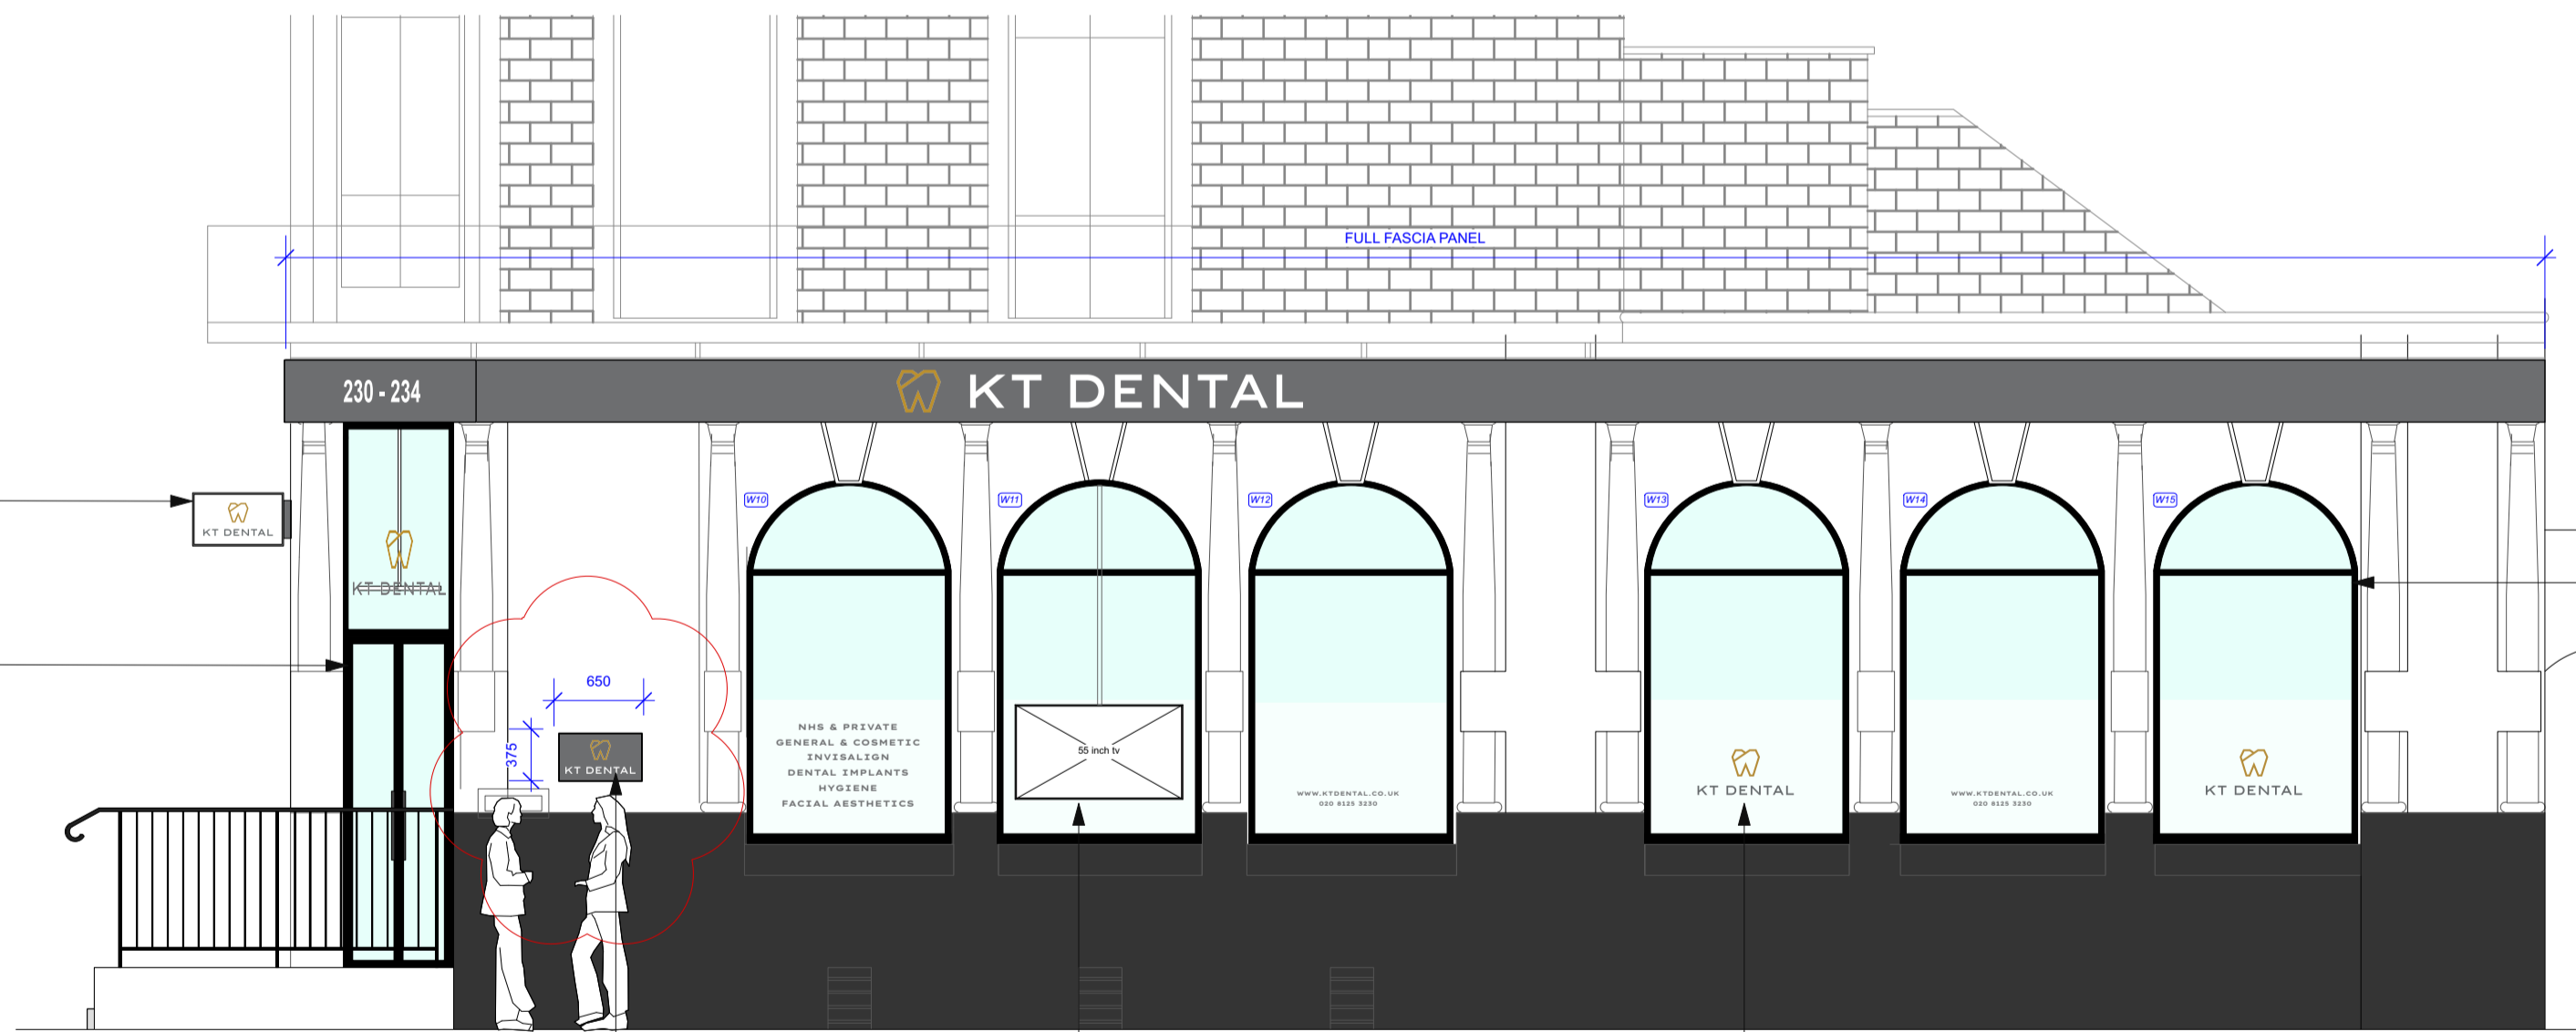 FULL FASCIA PANEL
230 - 234
KT DENTAL
KT DENTAL
KT DENTAL
W10
W11
W12
W13
W14
W15
650
375
KT DENTAL
NHS & PRIVATE
GENERAL & COSMETIC
INVISALIGN
DENTAL IMPLANTS
HYGIENE
FACIAL AESTHETICS
55 inch tv
WWW.KTDENTAL.CO.UK
020 8125 3230
KT DENTAL
WWW.KTDENTAL.CO.UK
020 8125 3230
KT DENTAL